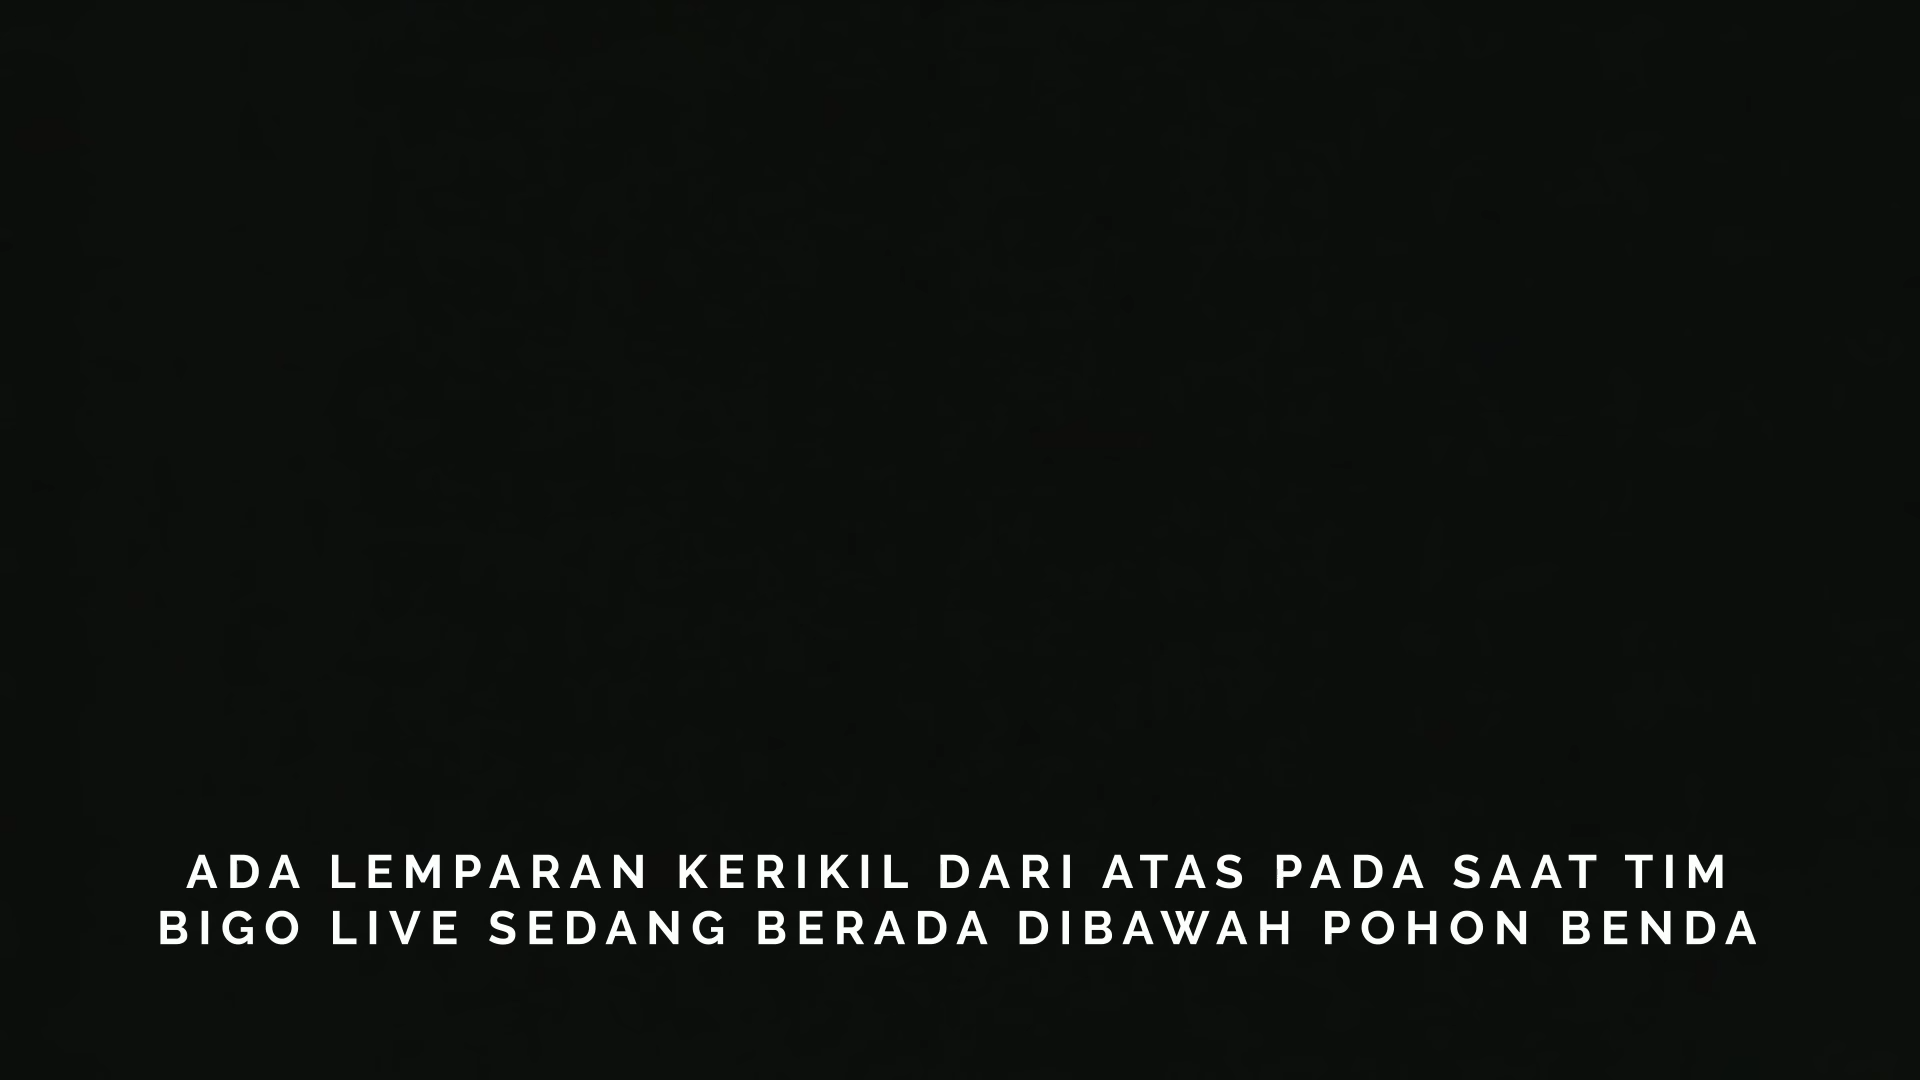 ADA LEMPARAN KERIKIL DARI ATAS PADA SAAT TIM
BIGO LIVE SEDANG BERADA DIBAWAH POHON BENDA